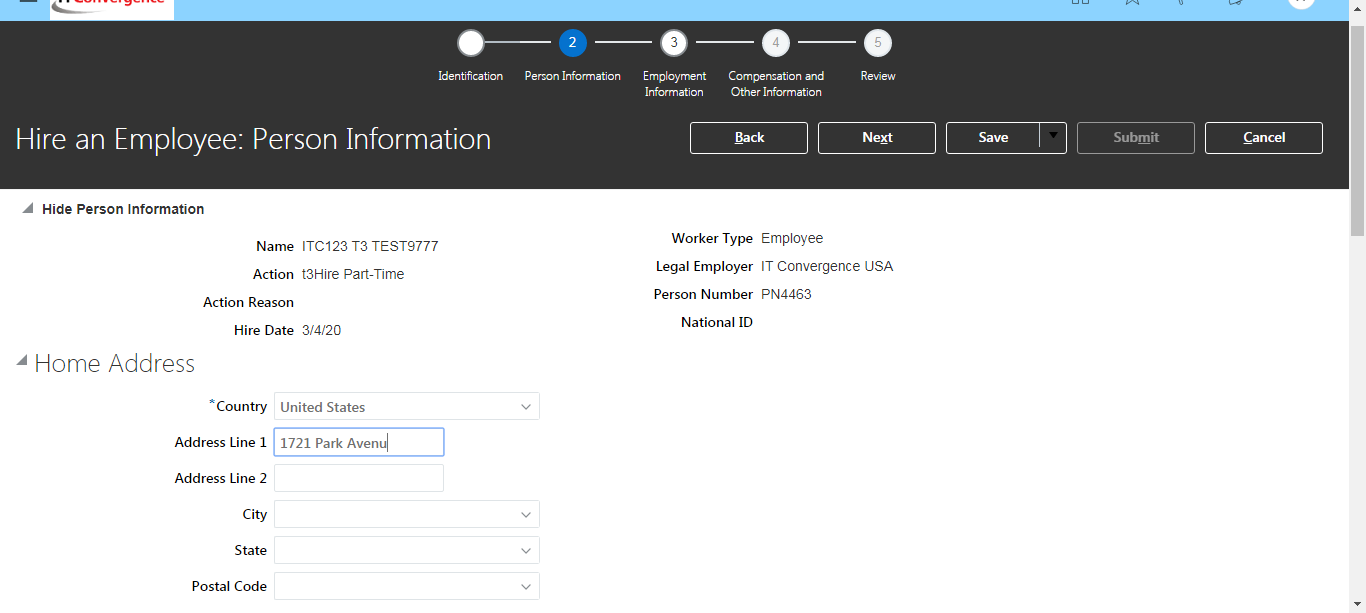 IT Convergence
2 3 4 5
Identification Person Information Employment Information Compensation and Other Information Review
Hire an Employee: Person Information
Back Next Save Submit Cancel
Hide Person Information
Name ITC123 T3 TEST9777
Action t3Hire Part-Time
Action Reason
Hire Date 3/4/20
Worker Type Employee
Legal Employer IT Convergence USA
Person Number PN4463
National ID
Home Address
*Country United States
Address Line 1 1721 Park Avenu
Address Line 2
City
State
Postal Code